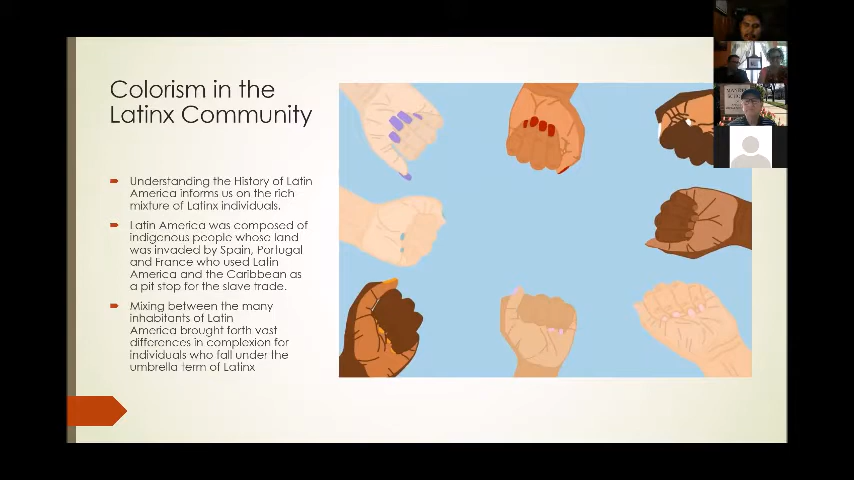 Colorism in the
Latinx Community
Understanding the History of Latin
America informs us on the rich
mixture of Latinx individuals.
Latin America was composed of
indigenous people whose land
was invaded by Spain, Portugal
and France who used Latin
America and the Caribbean as
a pit stop for the slave trade.
Mixing between the many
inhabitants of Latin
America brought forth vast
differences in complexion for
individuals who fall under the
umbrella term of Latinx